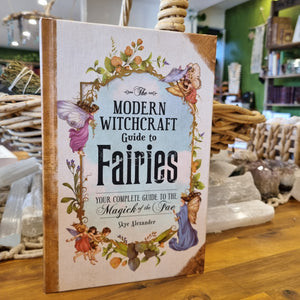 The
MODERN
WITCHCRAFT
Guide to
Fairies
YOUR COMPLETE GUIDE TO THE
Magick of the Fae
Skye Alexander